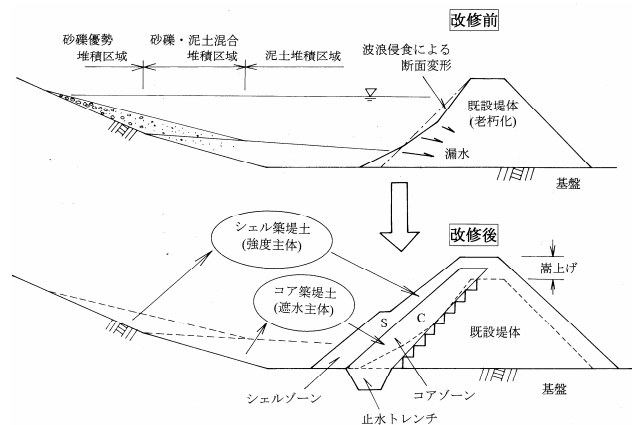 改修前
砂礫優勢
堆積区域
砂礫・泥土混合
堆積区域
泥土堆積区域
波浪侵食による
断面変形
既設堤体
(老朽化)
漏水
基盤
改修後
シェル築堤土
(強度主体)
嵩上げ
コア築堤土
(遮水主体)
S
C
既設堤体
シェルゾーン
コアゾーン
基盤
止水トレンチ